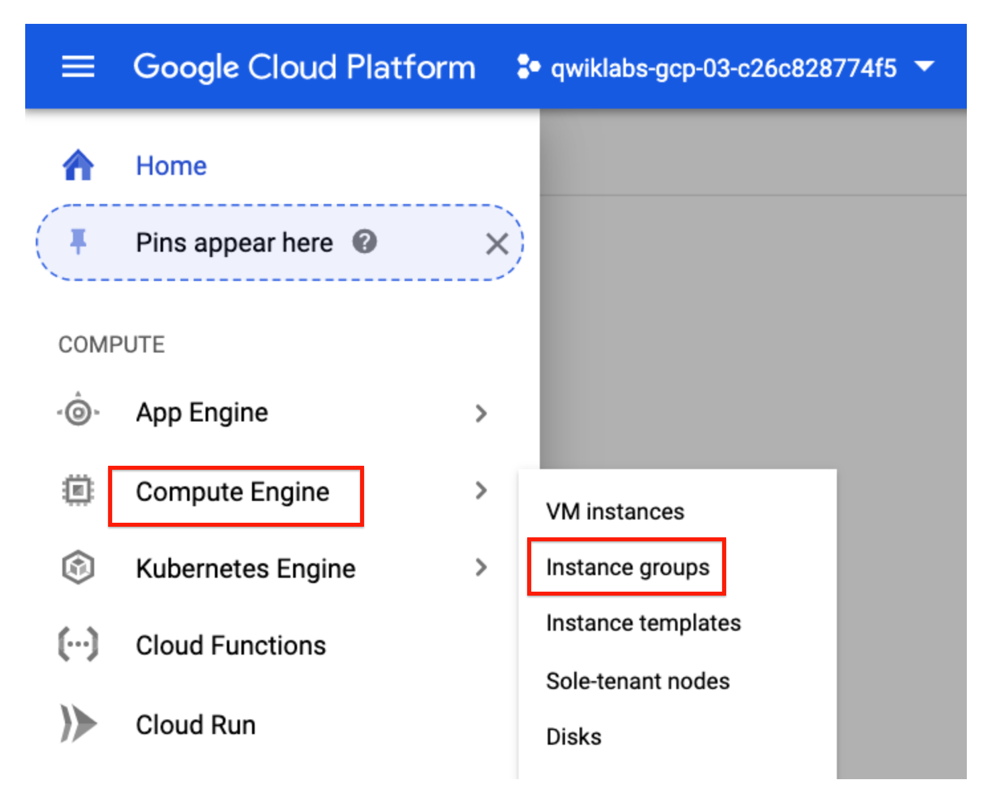 Google Cloud Platform
qwiklabs-gcp-03-c26c828774f5
Home
Pins appear here
COMPUTE
App Engine
Compute Engine
Kubernetes Engine
Cloud Functions
Cloud Run
VM instances
Instance groups
Instance templates
Sole-tenant nodes
Disks